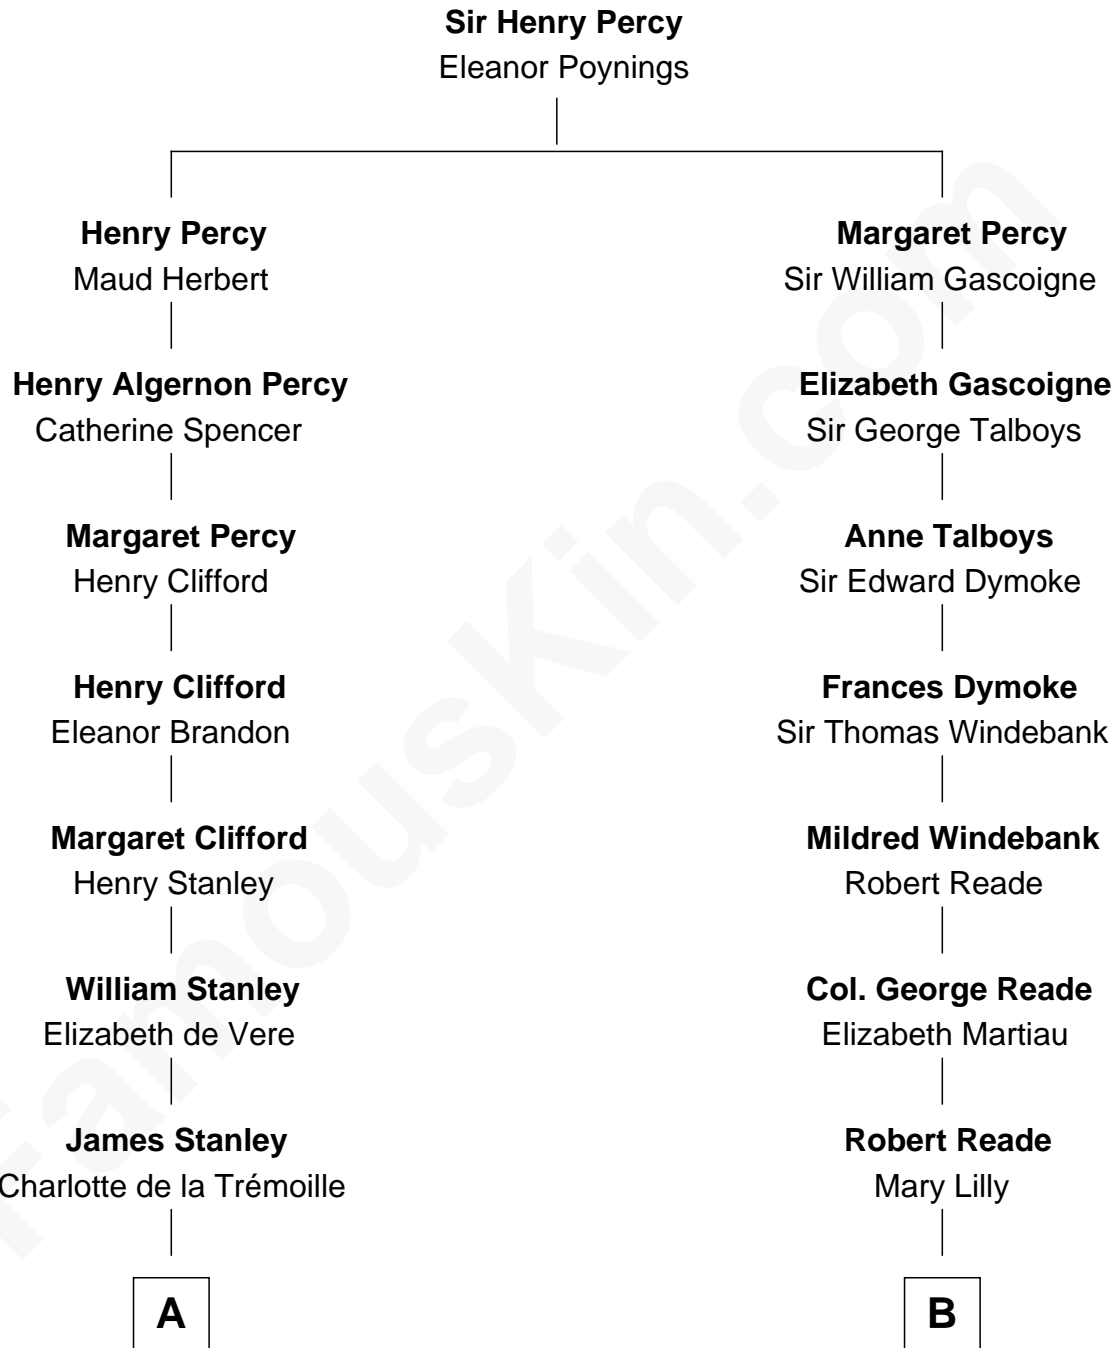 Sir Henry Percy
Eleanor Poynings
Henry Percy
Maud Herbert
Margaret Percy
Sir William Gascoigne
Henry Algernon Percy
Catherine Spencer
Elizabeth Gascoigne
Sir George Talboys
Margaret Percy
Henry Clifford
Anne Talboys
Sir Edward Dymoke
Henry Clifford
Eleanor Brandon
Frances Dymoke
Sir Thomas Windebank
Margaret Clifford
Henry Stanley
Mildred Windebank
Robert Reade
William Stanley
Elizabeth de Vere
Col. George Reade
Elizabeth Martiau
James Stanley
Charlotte de la Trémoille
Robert Reade
Mary Lilly
A
B
FamousKin.com